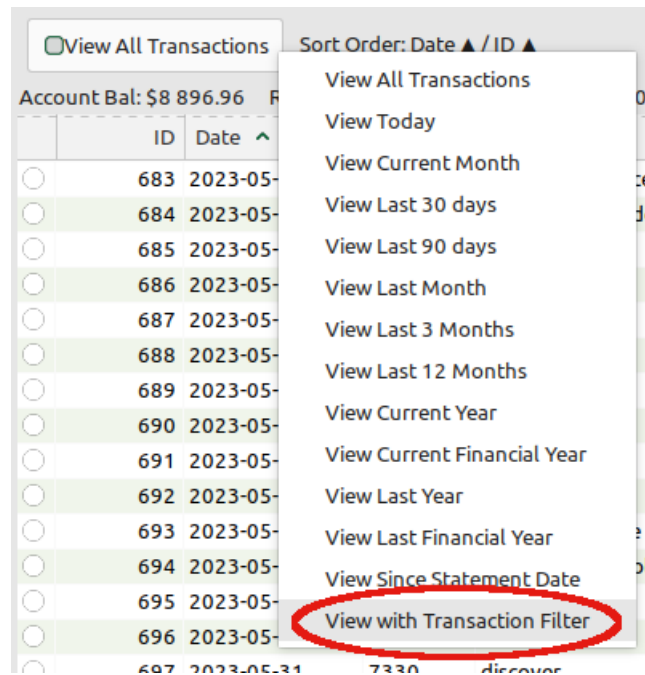 View All Transactions Sort Order: Date ▲ / ID ▲
View All Transactions
Account Bal: $8 896.96
View Today
ID Date
View Current Month
683 2023-05-
View Last 30 days
684 2023-05-
View Last 90 days
685 2023-05-
View Last Month
686 2023-05-
View Last 3 Months
687 2023-05-
View Last 12 Months
688 2023-05-
View Current Year
689 2023-05-
View Current Financial Year
690 2023-05-
View Last Year
691 2023-05-
View Last Financial Year
692 2023-05-
View Since Statement Date
693 2023-05-
View with Transaction Filter
694 2023-05-
695 2023-05-
696 2023-05-
697 2023-05-31 7330 discover